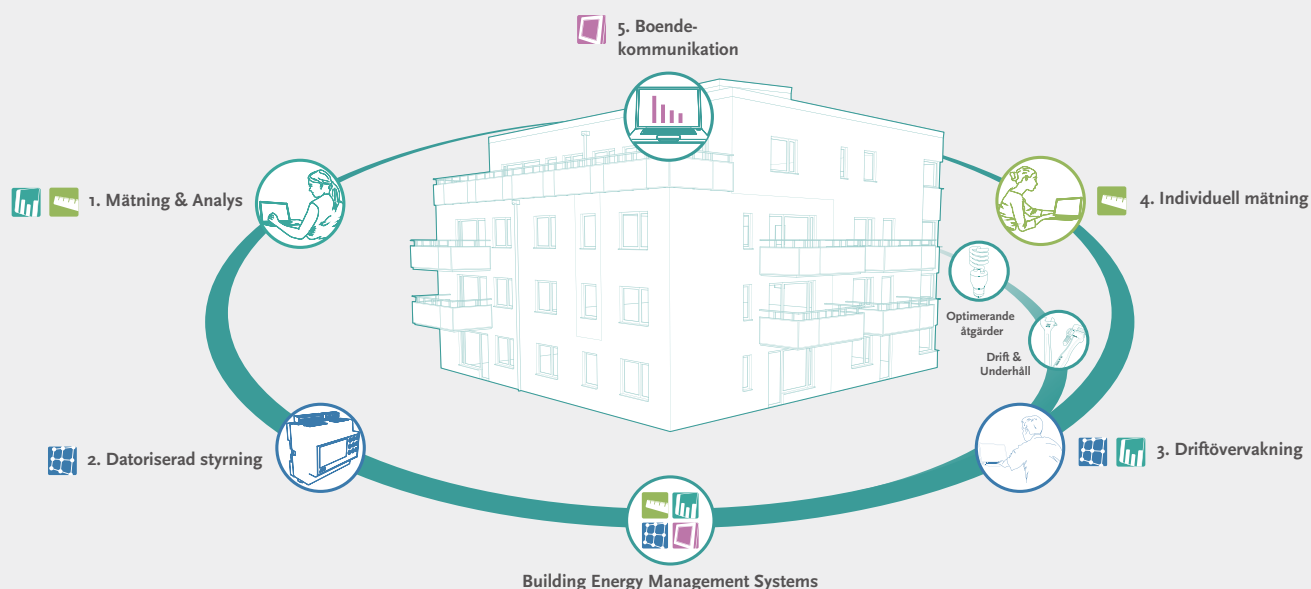 5. Boende-
kommunikation
1. Mätning & Analys
4. Individuell mätning
Optimerande
åtgärder
Drift &
Underhåll
2. Datoriserad styrning
3. Driftövervakning
Building Energy Management Systems